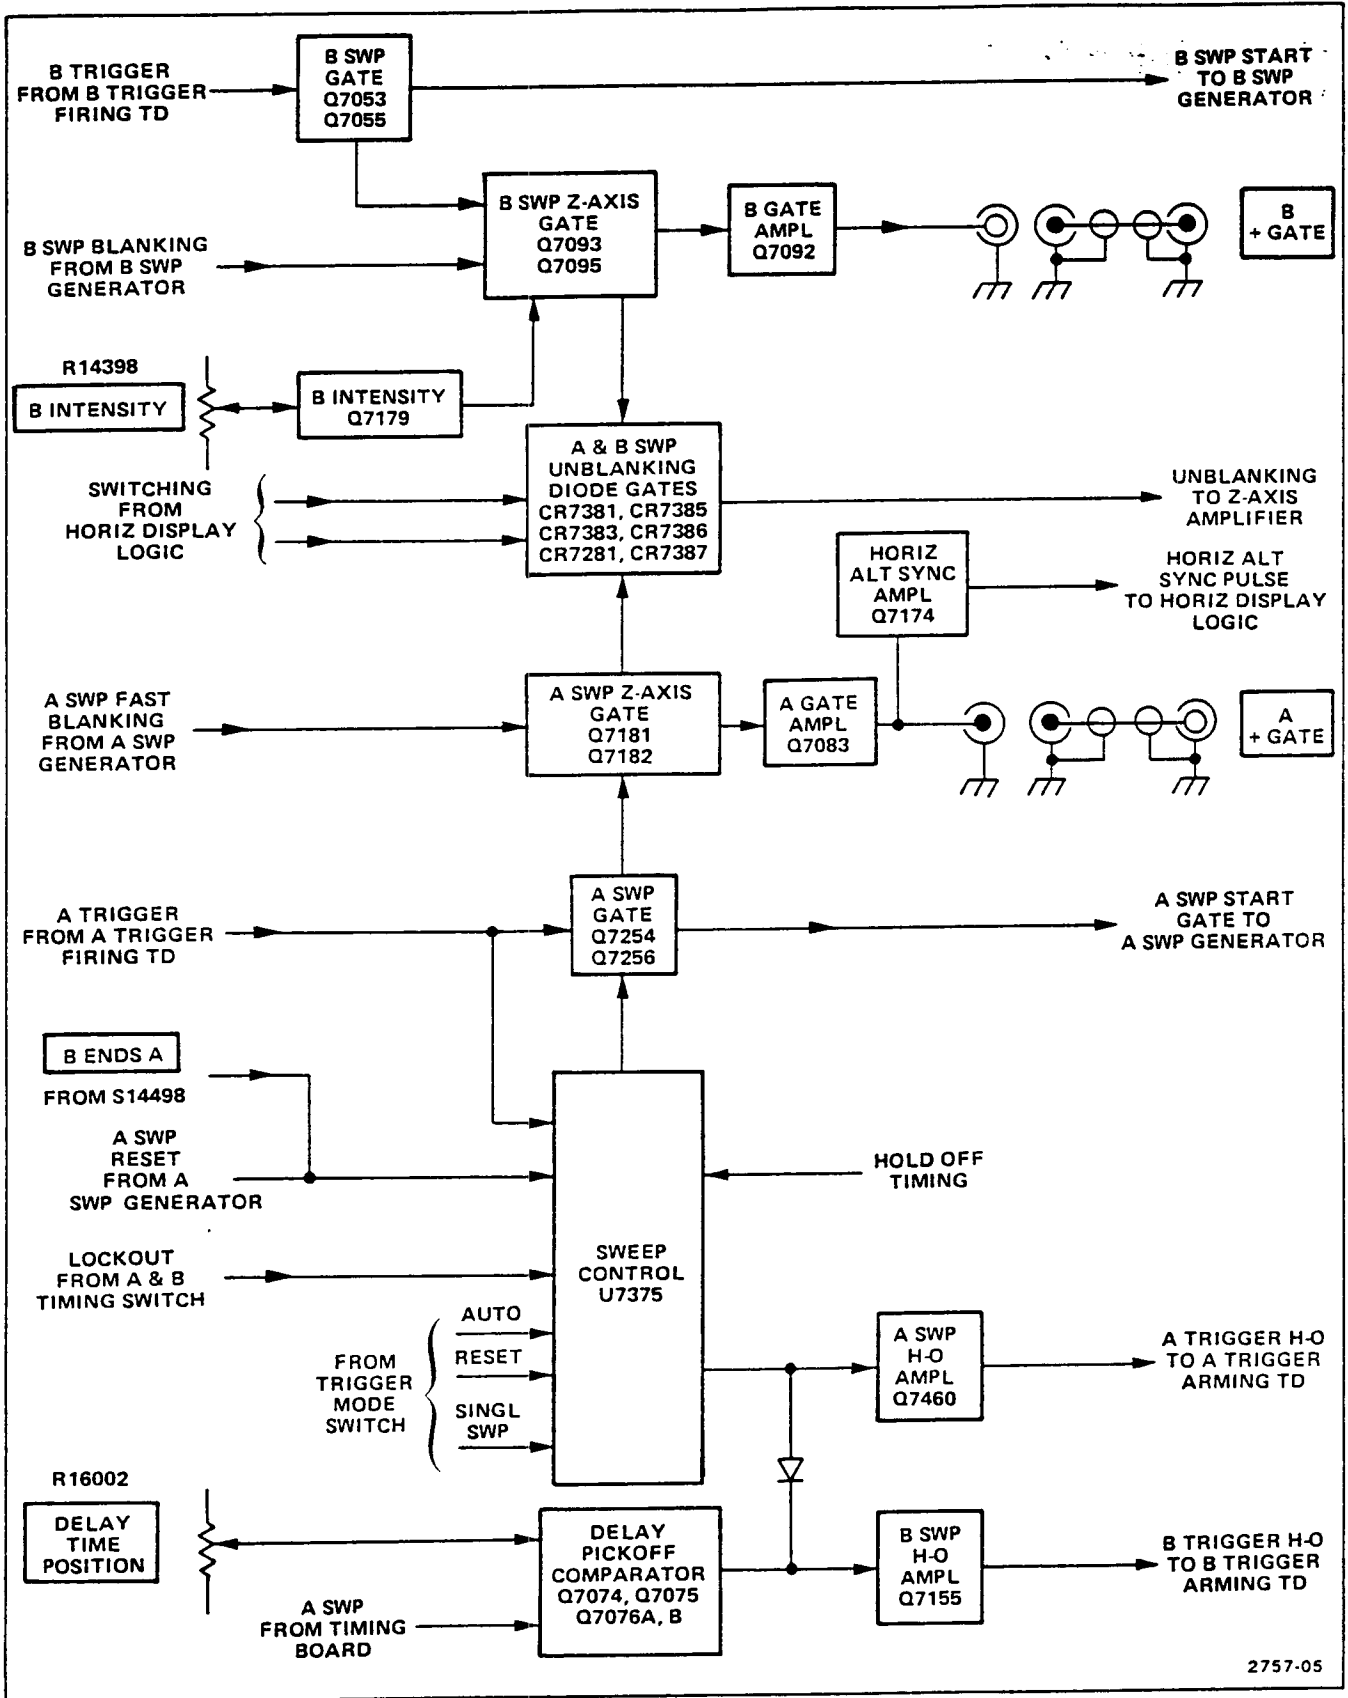 B TRIGGER
FROM B TRIGGER
FIRING TD
B SWP
GATE
Q7053
Q7055
B SWP START
TO B SWP
GENERATOR
B SWP BLANKING
FROM B SWP
GENERATOR
B SWP Z-AXIS
GATE
Q7093
Q7095
B GATE
AMPL
Q7092
B
+ GATE
R14398
B INTENSITY
B INTENSITY
Q7179
SWITCHING
FROM
HORIZ DISPLAY
LOGIC
A & B SWP
UNBLANKING
DIODE GATES
CR7381, CR7385
CR7383, CR7386
CR7281, CR7387
UNBLANKING
TO Z-AXIS
AMPLIFIER
HORIZ
ALT SYNC
AMPL
Q7174
HORIZ ALT
SYNC PULSE
TO HORIZ DISPLAY
LOGIC
A SWP FAST
BLANKING
FROM A SWP
GENERATOR
A SWP Z-AXIS
GATE
Q7181
Q7182
A GATE
AMPL
Q7083
A
+ GATE
A TRIGGER
FROM A TRIGGER
FIRING TD
A SWP
GATE
Q7254
Q7256
A SWP START
GATE TO
A SWP GENERATOR
B ENDS A
FROM S14498
A SWP
RESET
FROM A
SWP GENERATOR
HOLD OFF
TIMING
LOCKOUT
FROM A & B
TIMING SWITCH
SWEEP
CONTROL
U7375
FROM
TRIGGER
MODE
SWITCH
AUTO
RESET
SINGL
SWP
A SWP
H-O
AMPL
Q7460
A TRIGGER H-O
TO A TRIGGER
ARMING TD
R16002
DELAY
TIME
POSITION
A SWP
FROM TIMING
BOARD
DELAY
PICKOFF
COMPARATOR
Q7074, Q7075
Q7076A, B
B SWP
H-O
AMPL
Q7155
B TRIGGER H-O
TO B TRIGGER
ARMING TD
2757-05